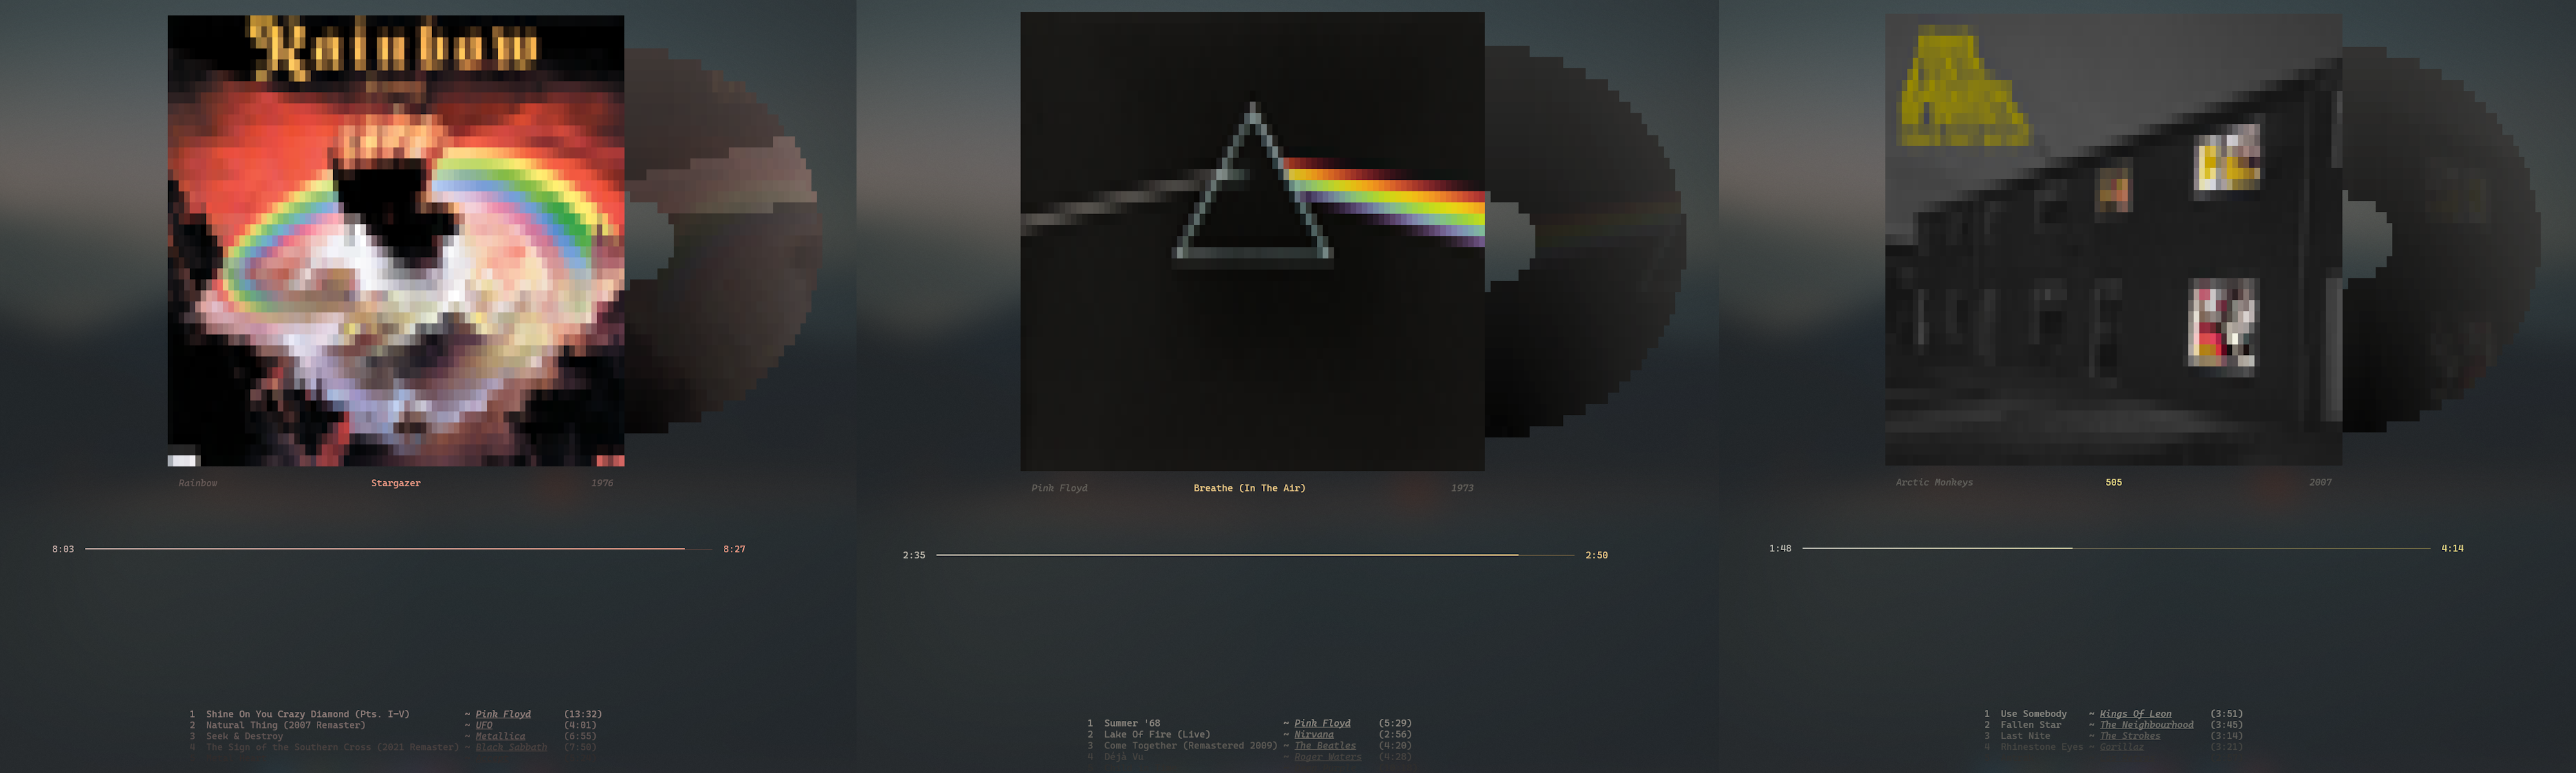 Rainbow
Rainbow Stargazer 1976
8:03 8:27
1 Shine On You Crazy Diamond (Pts. I–V) ~ Pink Floyd (13:32)
2 Natural Thing (2007 Remaster) ~ UFO (4:01)
3 Seek & Destroy ~ Metallica (6:55)
4 The Sign of the Southern Cross (2021 Remaster) ~ Black Sabbath (7:50)
Pink Floyd Breathe (In The Air) 1973
2:35 2:50
1 Summer '68 ~ Pink Floyd (5:29)
2 Lake Of Fire (Live) ~ Nirvana (2:56)
3 Come Together (Remastered 2009) ~ The Beatles (4:20)
4 Déjà Vu ~ Roger Waters (4:28)
Arctic Monkeys 505 2007
1:48 4:14
1 Use Somebody ~ Kings Of Leon (3:51)
2 Fallen Star ~ The Neighbourhood (3:45)
3 Last Nite ~ The Strokes (3:14)
4 Rhinestone Eyes ~ Gorillaz (3:21)